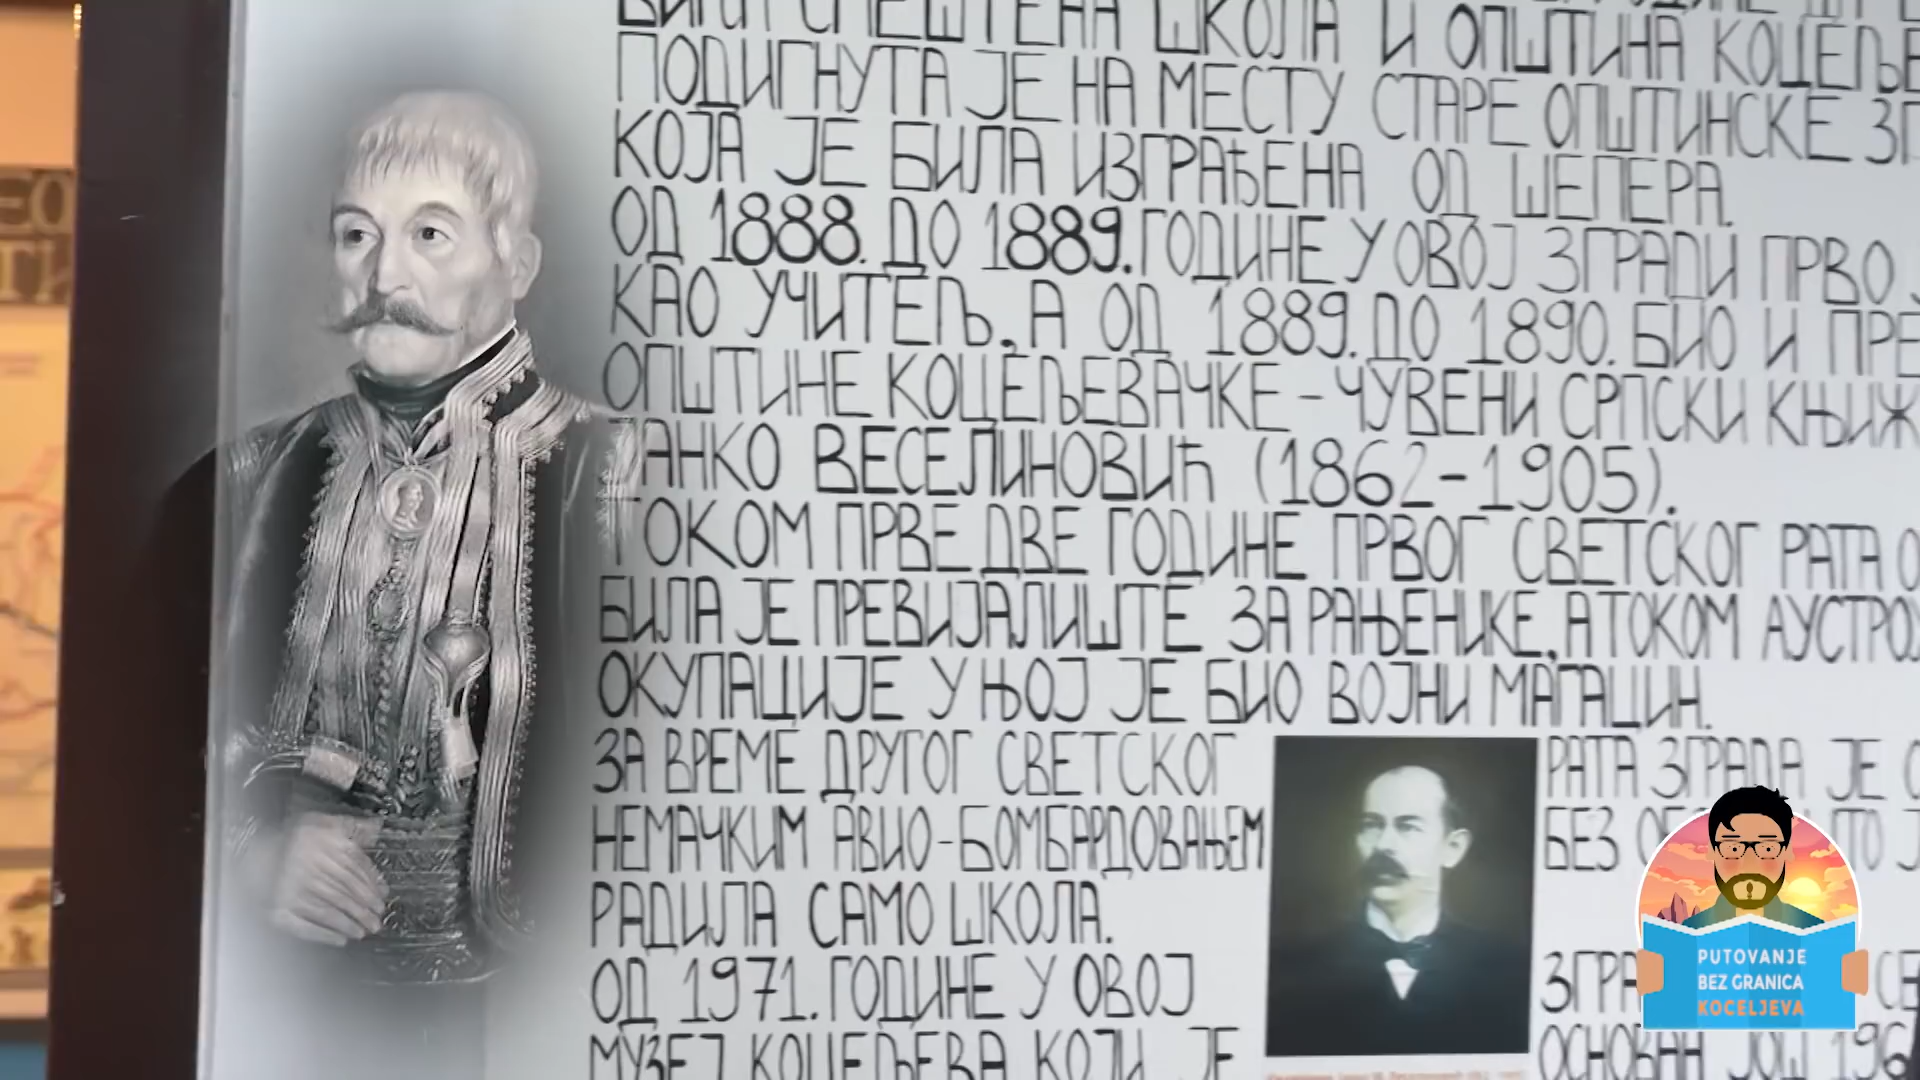 ШКОЛА И ОПШТИНА
ПОДИГНУТА ЈЕ НА МЕСТУ СТАРЕ ОПШТИНСКЕ
КОЈА ЈЕ БИЛА ИЗГРАЂЕНА ОД ШЕПЕРА.
ОД 1888. ДО 1889. ГОДИНЕ У ОВОЈ ЗГРАДИ ПРВО
КАО УЧИТЕЉ, А ОД 1889. ДО 1890. БИО И
ОПШТИНЕ КОЦЕЉЕВАЧКЕ - ЧУВЕНИ СРПСКИ
ЈАНКО ВЕСЕЛИНОВИЋ (1862-1905).
ТОКОМ ПРВЕ ДВЕ ГОДИНЕ ПРВОГ СВЕТСКОГ РАТА
БИЛА ЈЕ ПРЕВИЈАЛИШТЕ ЗА РАЊЕНИКЕ, А ТОКОМ
ОКУПАЦИЈЕ У ЊОЈ ЈЕ БИО ВОЈНИ МАГАЦИН.
ЗА ВРЕМЕ ДРУГОГ СВЕТСКОГ РАТА ЗГРАДА ЈЕ
НЕМАЧКИМ АВИО-БОМБАРДОВАЊЕМ БЕЗ
РАДИЛА САМО ШКОЛА.
ОД 1971. ГОДИНЕ У ОВОЈ
МУЗЕЈ КОЦЕЉЕВА КОЈИ ЈЕ ОСНОВАН ЈОШ
PUTOVANJE
BEZ GRANICA
KOCELJEVA